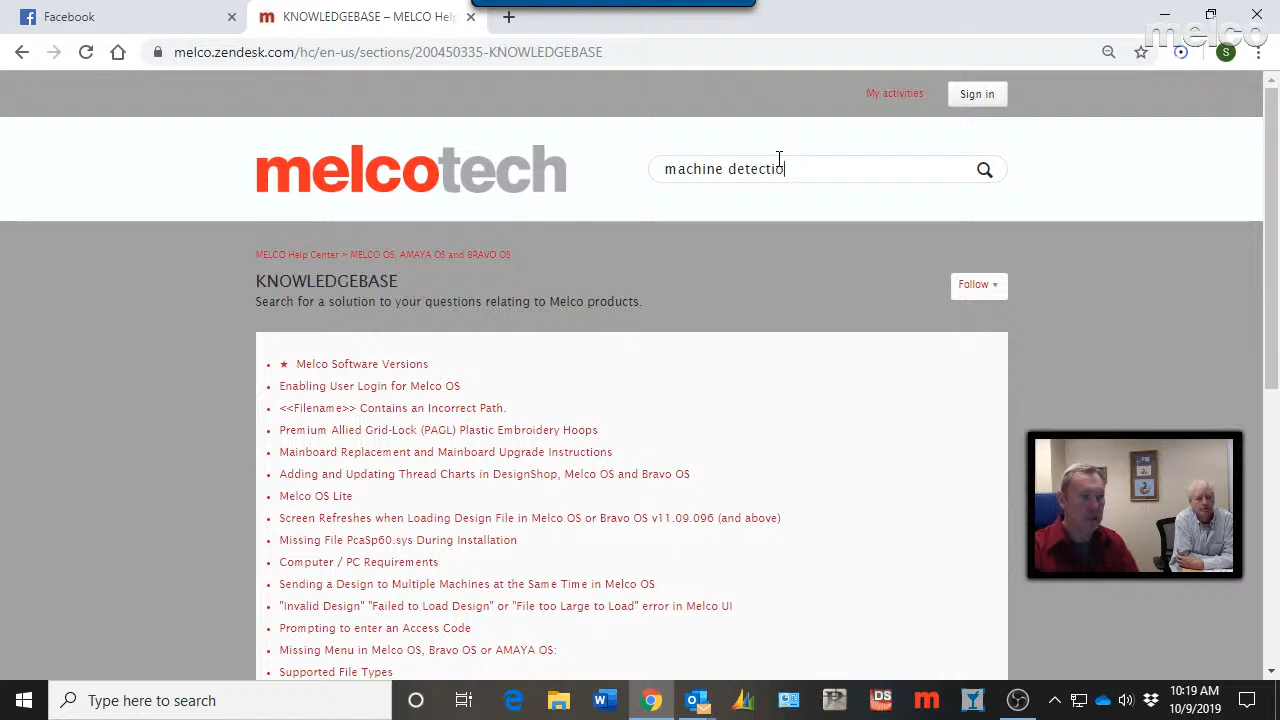 Facebook
KNOWLEDGEBASE – MELCO Help
melco
melco.zendesk.com/hc/en-us/sections/200450335-KNOWLEDGEBASE
S
My activities
Sign in
melcotech
machine detectio
MELCO Help Center > MELCO OS, AMAYA OS and BRAVO OS
KNOWLEDGEBASE
Follow
Search for a solution to your questions relating to Melco products.
★ Melco Software Versions
Enabling User Login for Melco OS
<<Filename>> Contains an Incorrect Path.
Premium Allied Grid-Lock (PAGL) Plastic Embroidery Hoops
Mainboard Replacement and Mainboard Upgrade Instructions
Adding and Updating Thread Charts in DesignShop, Melco OS and Bravo OS
Melco OS Lite
Screen Refreshes when Loading Design File in Melco OS or Bravo OS v11.09.096 (and above)
Missing File PcaSp60.sys During Installation
Computer / PC Requirements
Sending a Design to Multiple Machines at the Same Time in Melco OS
"Invalid Design" "Failed to Load Design" or "File too Large to Load" error in Melco UI
Prompting to enter an Access Code
Missing Menu in Melco OS, Bravo OS or AMAYA OS:
Supported File Types
Type here to search
DS
10:19 AM
10/9/2019